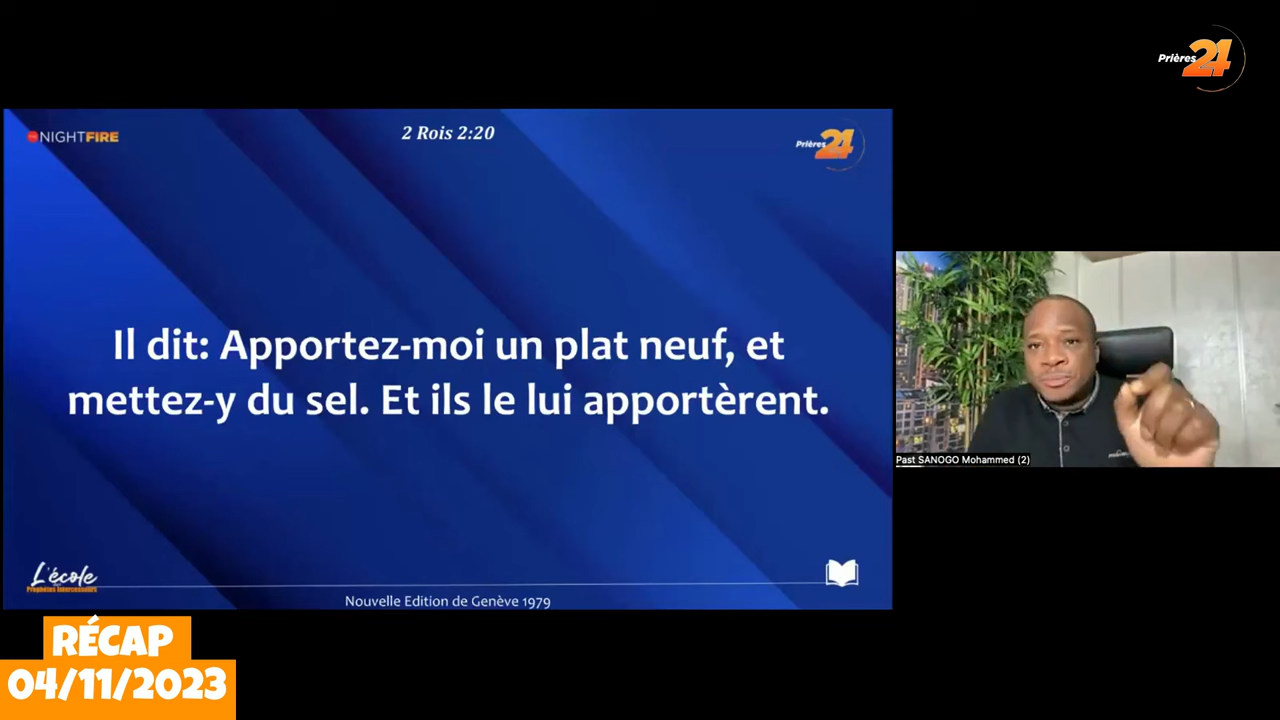 Prières 24
NIGHTFIRE
2 Rois 2:20
Prières 24
Il dit: Apportez-moi un plat neuf, et
mettez-y du sel. Et ils le lui apportèrent.
Past SANOGO Mohammed (2)
L'école
Prophètes Intercesseurs
Nouvelle Edition de Genève 1979
RÉCAP
04/11/2023